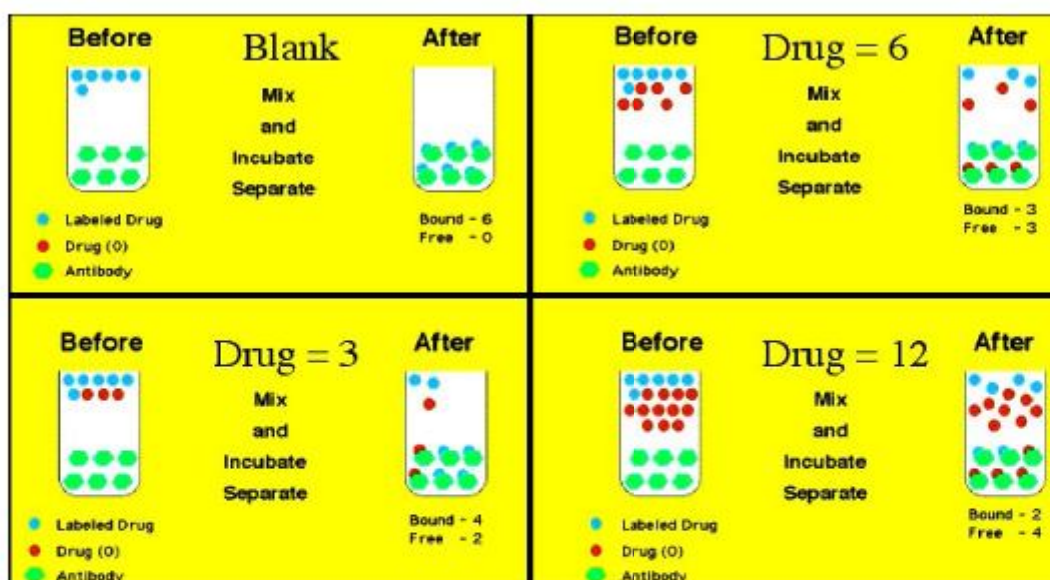 Before
Blank
After
Mix
and
Incubate
Separate
Labeled Drug
Drug (0)
Antibody
Bound - 6
Free - 0
Before
Drug = 6
After
Mix
and
Incubate
Separate
Labeled Drug
Drug (0)
Antibody
Bound - 3
Free - 3
Before
Drug = 3
After
Mix
and
Incubate
Separate
Labeled Drug
Drug (0)
Antibody
Bound - 4
Free - 2
Before
Drug = 12
After
Mix
and
Incubate
Separate
Labeled Drug
Drug (0)
Antibody
Bound - 2
Free - 4